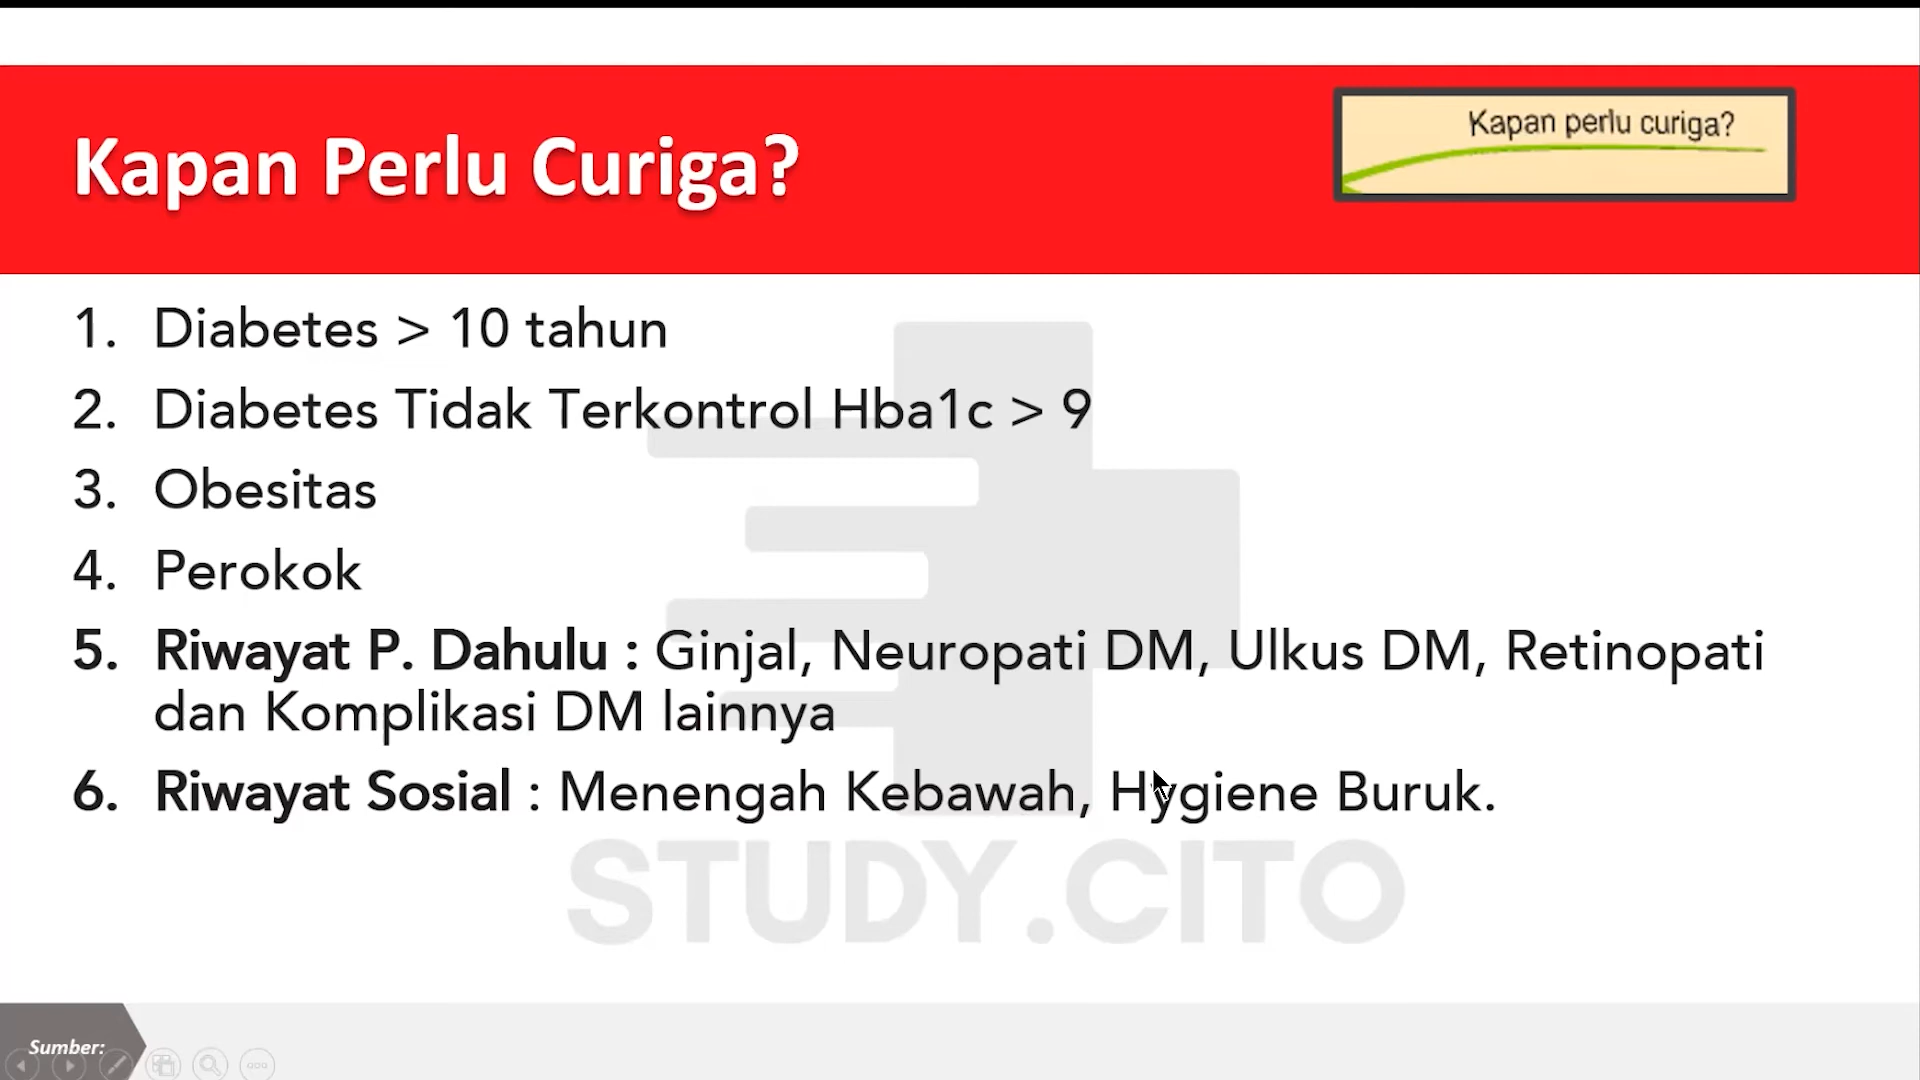 Kapan Perlu Curiga?
Kapan perlu curiga?
1. Diabetes > 10 tahun
2. Diabetes Tidak Terkontrol Hba1c > 9
3. Obesitas
4. Perokok
5. Riwayat P. Dahulu : Ginjal, Neuropati DM, Ulkus DM, Retinopati
dan Komplikasi DM lainnya
6. Riwayat Sosial : Menengah Kebawah, Hygiene Buruk.
STUDY.CITO
Sumber: